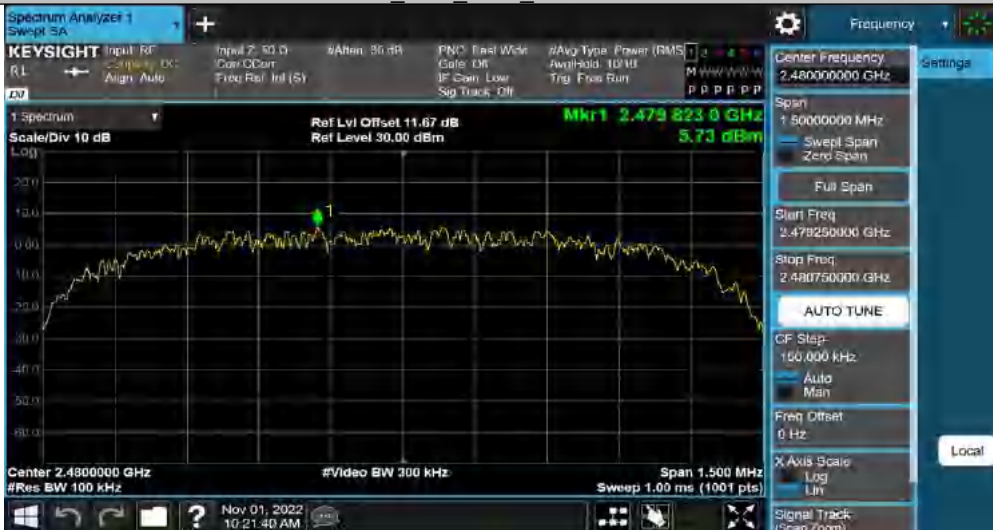 Spectrum Analyzer 1
Swept SA
+
Frequency
KEYSIGHT
Input: RF
Coupling: DC
Align: Auto
RL
Input Z: 50 Ω
Corr CCorr
Freq Ref: Int (S)
#Atten: 30 dB
PNO: Best Wide
Gate: Off
IF Gain: Low
Sig Track: Off
#Avg Type: Power (RMS
Avg|Hold: 10/10
Trig: Free Run
M W W W W W
P P P P P P
Center Frequency
2.480000000 GHz
Settings
Span
1.50000000 MHz
Swept Span
Zero Span
Full Span
Start Freq
2.479250000 GHz
Stop Freq
2.480750000 GHz
AUTO TUNE
CF Step
150.000 kHz
Auto
Man
Freq Offset
0 Hz
X Axis Scale
Log
Lin
Signal Track
(Span Zoom)
Local
1 Spectrum
Scale/Div 10 dB
Log
Ref Lvl Offset 11.67 dB
Ref Level 30.00 dBm
Mkr1 2.479 823 0 GHz
5.73 dBm
1
20.0
10.0
0.00
-10.0
-20.0
-30.0
-40.0
-50.0
-60.0
Center 2.4800000 GHz
#Res BW 100 kHz
#Video BW 300 kHz
Span 1.500 MHz
Sweep 1.00 ms (1001 pts)
?
Nov 01, 2022
10:21:40 AM